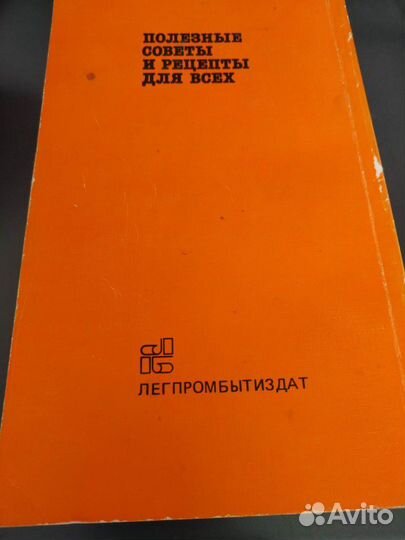 ПОЛЕЗНЫЕ
СОВЕТЫ
И РЕЦЕПТЫ
ДЛЯ ВСЕХ
ЛЕГПРОМБЫТИЗДАТ
Avito